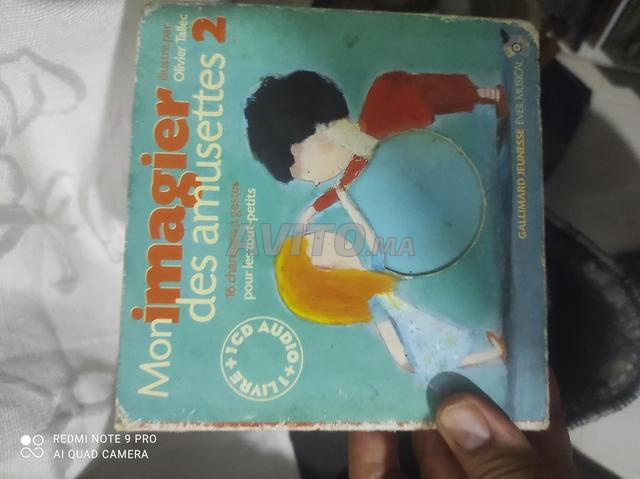 Mon imagier
des amusettes 2
illustré par
Olivier Tallec
16 chansons à gestes
pour les tout-petits
1 LIVRE + 1 CD AUDIO +
GALLIMARD JEUNESSE ÉVEIL MUSICAL
AVITO.MA
REDMI NOTE 9 PRO
AI QUAD CAMERA